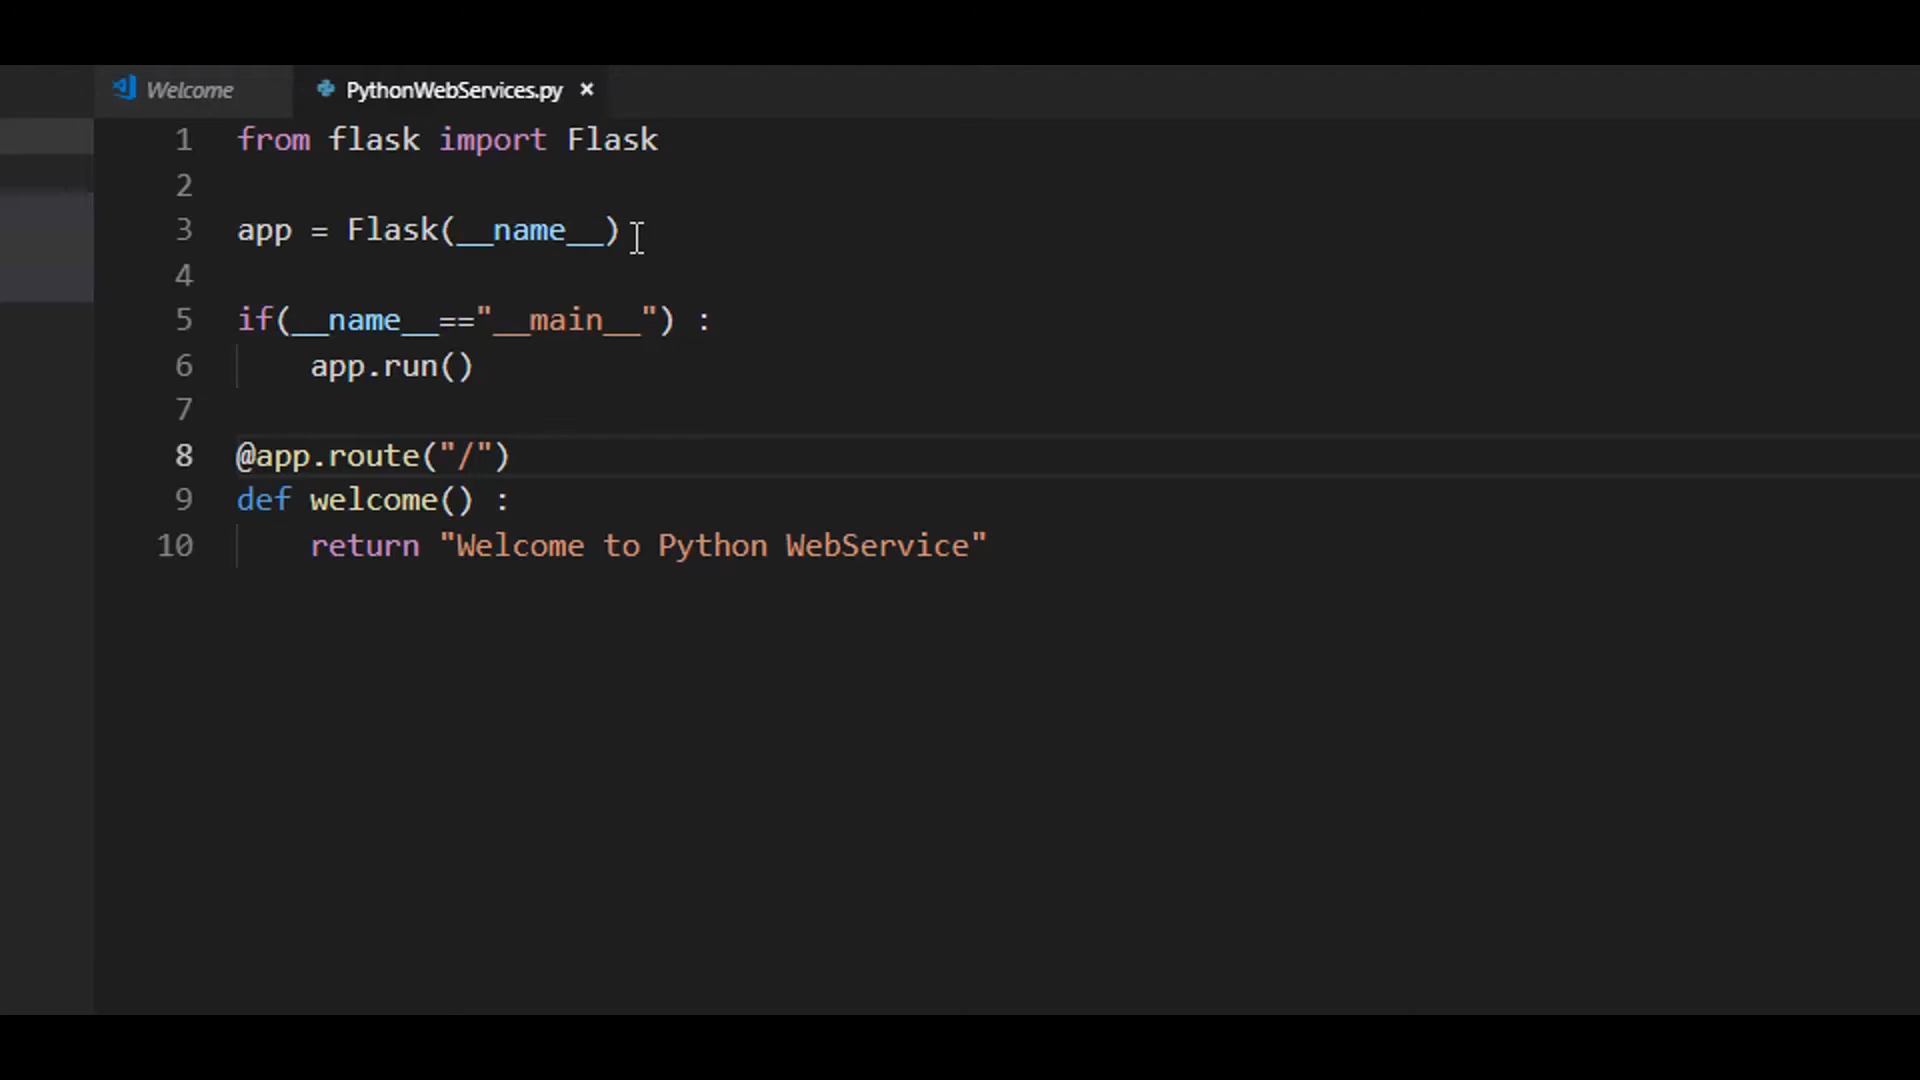 Welcome PythonWebServices.py ×
1 from flask import Flask
2
3 app = Flask(__name__)
4
5 if(__name__=="__main__") :
6     app.run()
7
8 @app.route("/")
9 def welcome() :
10     return "Welcome to Python WebService"